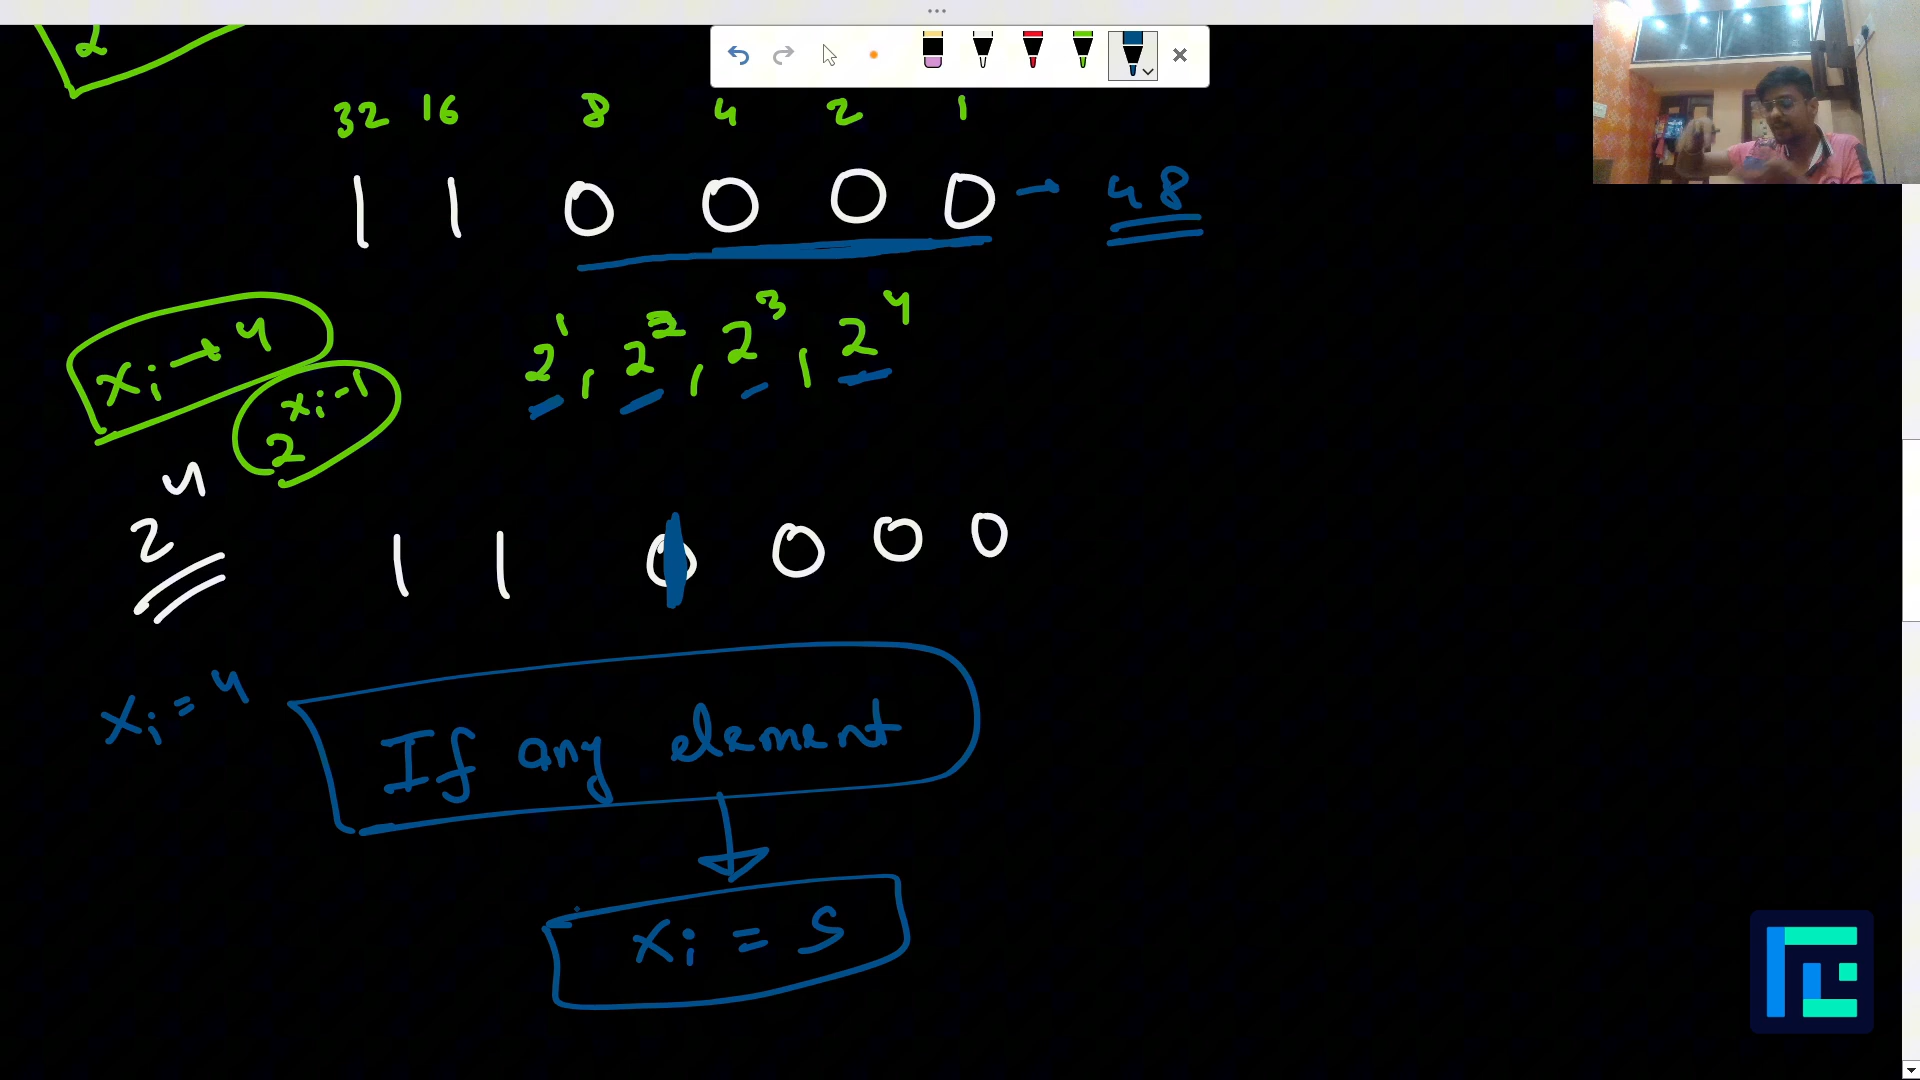 2
32 16 8 4 2 1
1 1 0 0 0 0 → 48
xi → 4
2^1, 2^2, 2^3, 2^4
2^xi-1
2^4
1 1 0 0 0 0
xi = 4
If any element
xi = 5